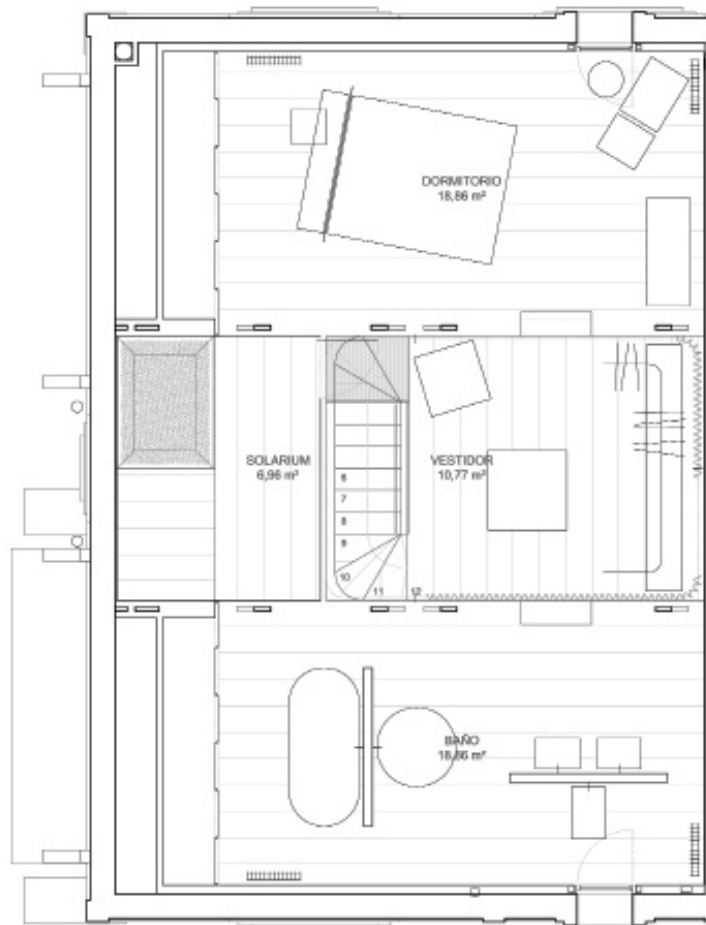 DORMITORIO
18,86 m²
SOLARIUM
6,96 m²
VESTIDOR
10,77 m²
6
7
8
9
10
11
12
BAÑO
18,86 m²